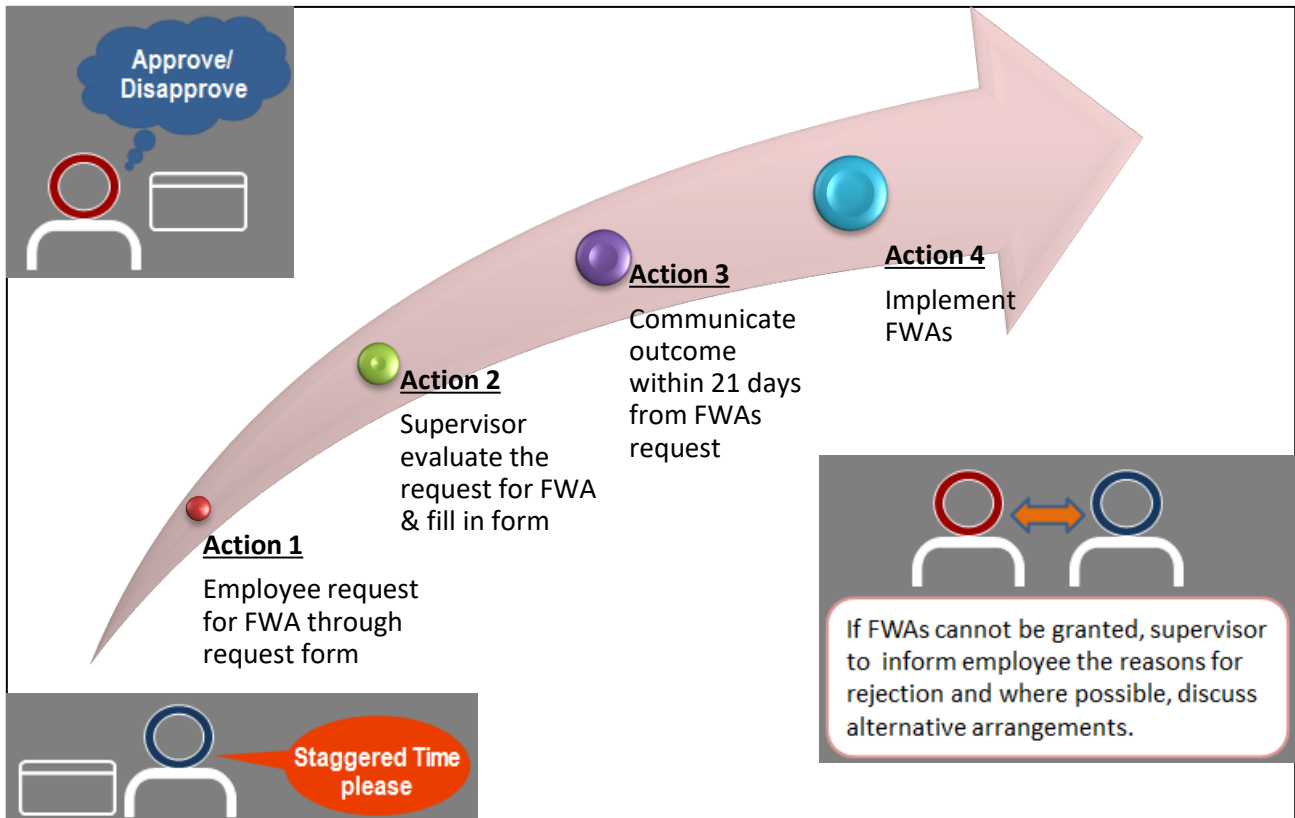 Approve/
Disapprove
Action 1
Employee request
for FWA through
request form
Action 2
Supervisor
evaluate the
request for FWA
& fill in form
Action 3
Communicate
outcome
within 21 days
from FWAs
request
Action 4
Implement
FWAs
Staggered Time
please
If FWAs cannot be granted, supervisor
to inform employee the reasons for
rejection and where possible, discuss
alternative arrangements.